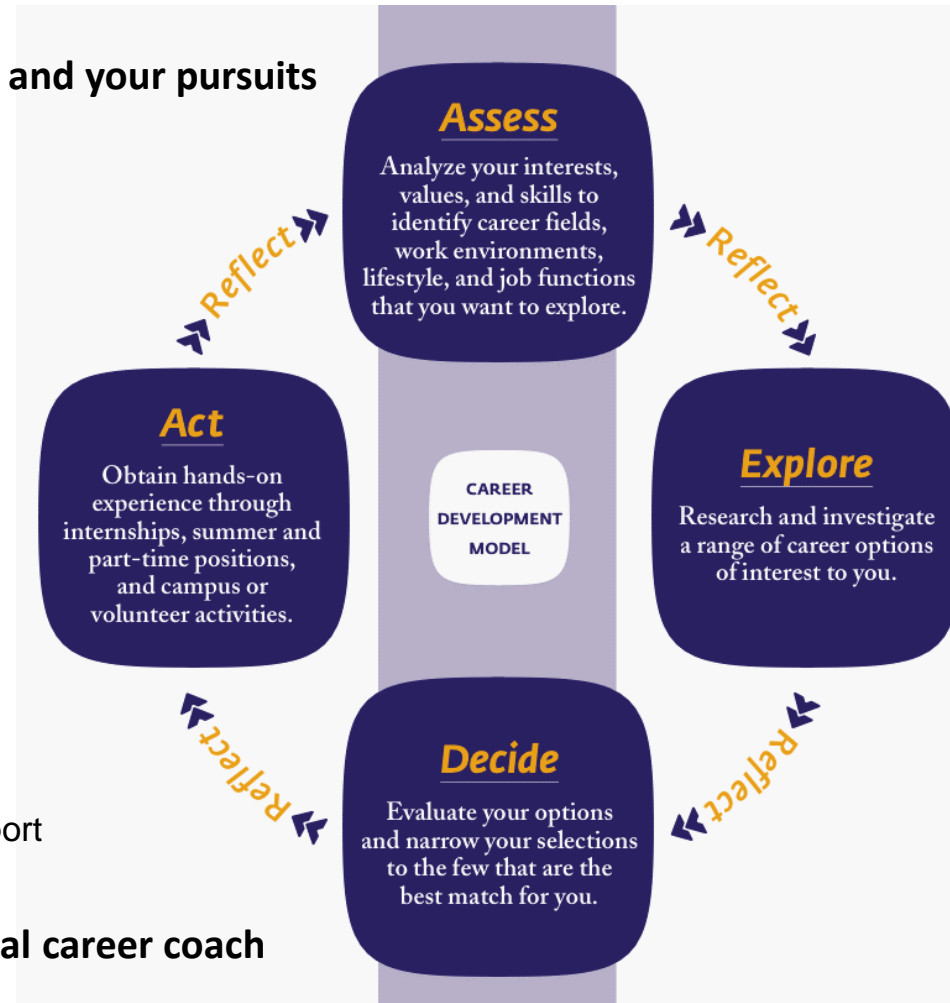 and your pursuits
Assess
Analyze your interests,
values, and skills to
identify career fields,
work environments,
lifestyle, and job functions
that you want to explore.
Reflect
Reflect
Act
Obtain hands-on
experience through
internships, summer and
part-time positions,
and campus or
volunteer activities.
CAREER
DEVELOPMENT
MODEL
Explore
Research and investigate
a range of career options
of interest to you.
Reflect
Reflect
Decide
Evaluate your options
and narrow your selections
to the few that are the
best match for you.
career coach